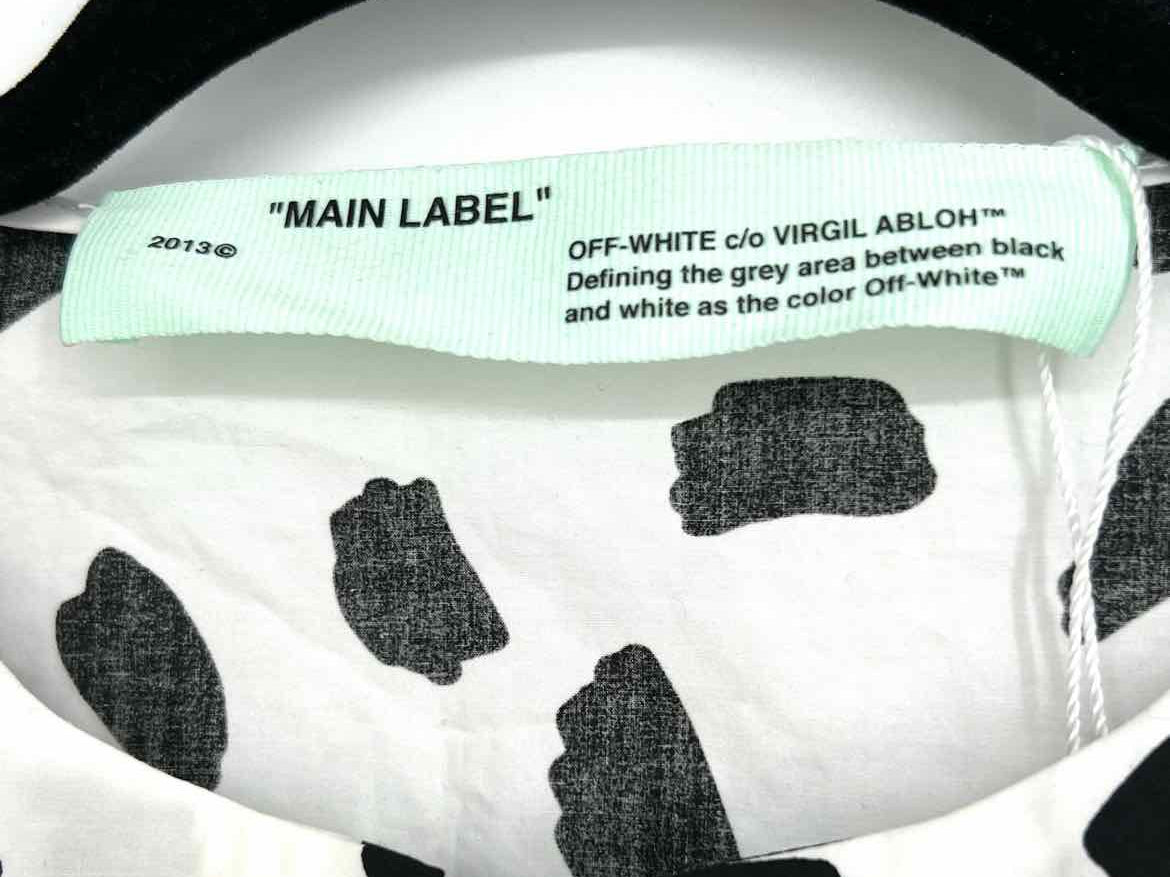 "MAIN LABEL"
2013©
OFF-WHITE c/o VIRGIL ABLOH™
Defining the grey area between black
and white as the color Off-White™